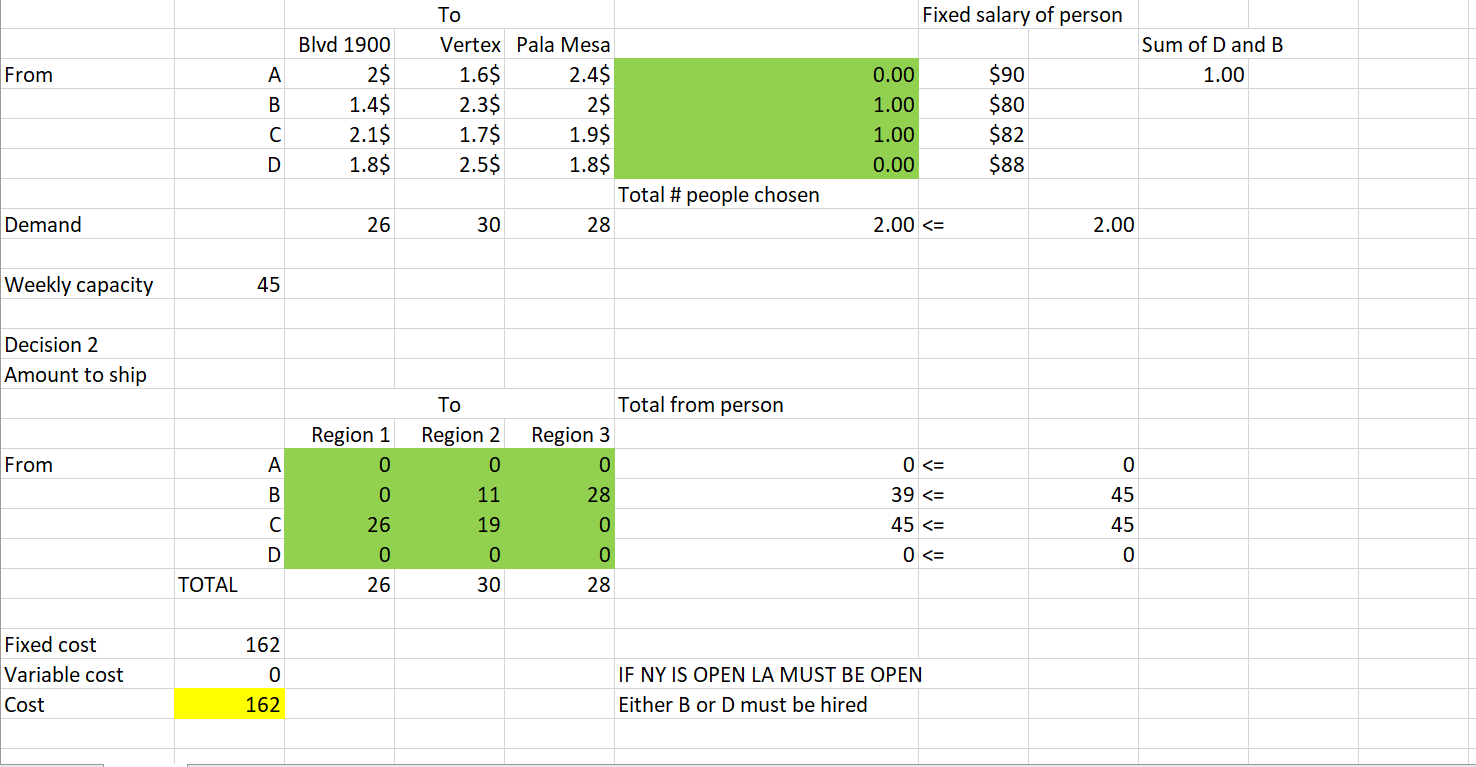 To Fixed salary of person
Blvd 1900 Vertex Pala Mesa Sum of D and B
From A 2$ 1.6$ 2.4$ 0.00 $90 1.00
B 1.4$ 2.3$ 2$ 1.00 $80
C 2.1$ 1.7$ 1.9$ 1.00 $82
D 1.8$ 2.5$ 1.8$ 0.00 $88
Total # people chosen
Demand 26 30 28 2.00 <= 2.00
Weekly capacity 45
Decision 2
Amount to ship
To Total from person
Region 1 Region 2 Region 3
From A 0 0 0 0 <= 0
B 0 11 28 39 <= 45
C 26 19 0 45 <= 45
D 0 0 0 0 <= 0
TOTAL 26 30 28
Fixed cost 162
Variable cost 0 IF NY IS OPEN LA MUST BE OPEN
Cost 162 Either B or D must be hired